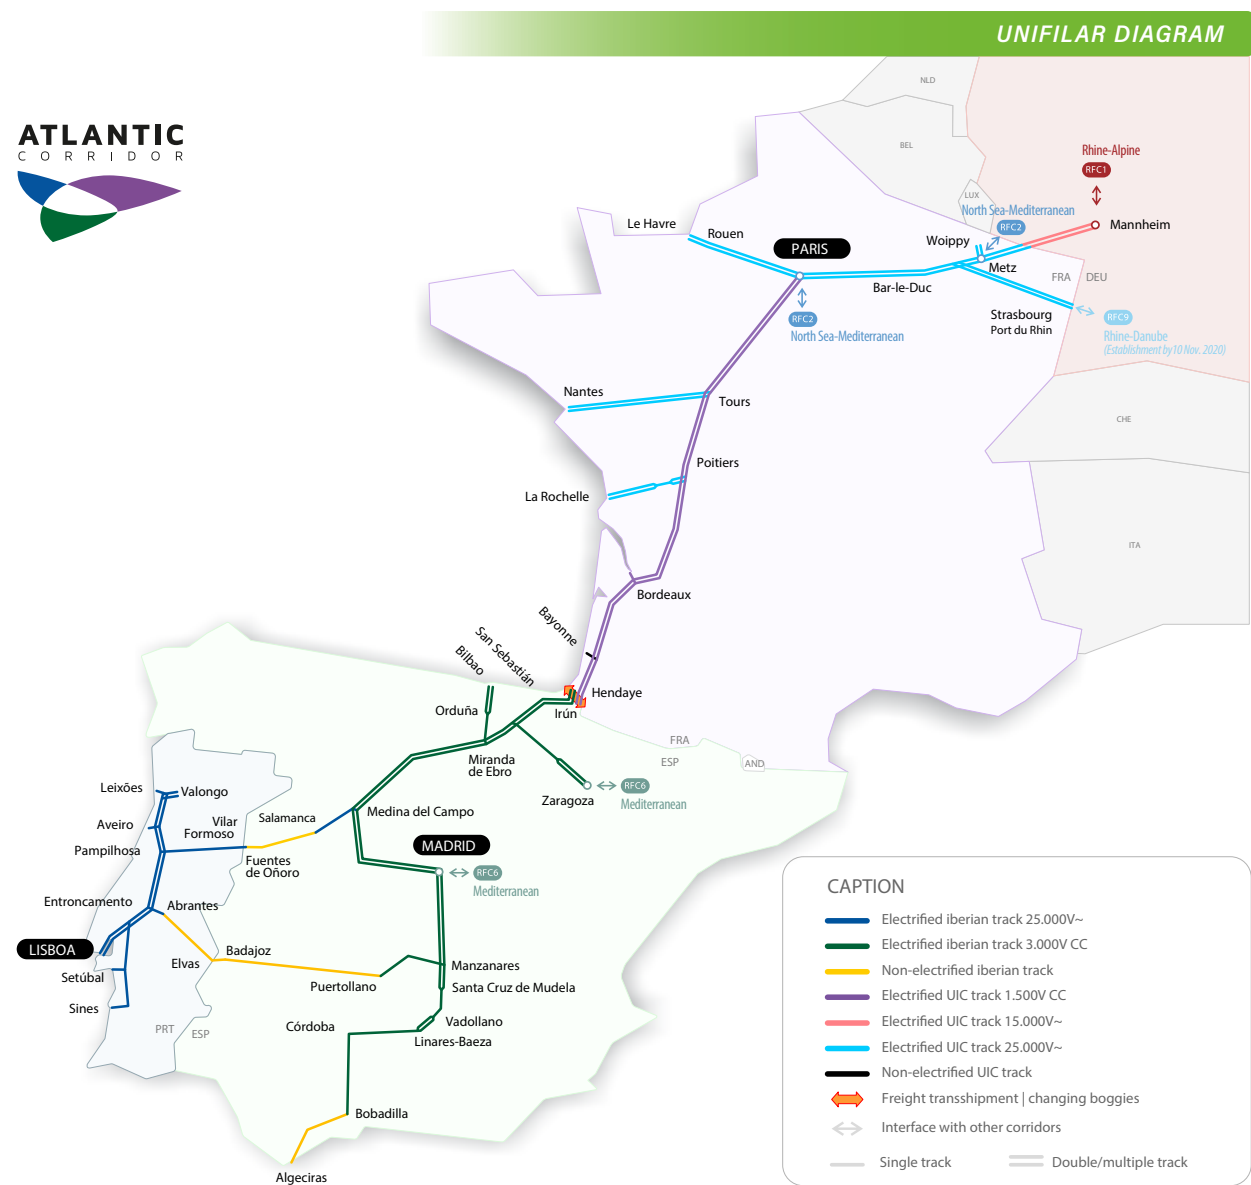 UNIFILAR DIAGRAM
ATLANTIC
CORRIDOR
NLD
BEL
LUX
Rhine-Alpine
RFC1
Mannheim
North Sea-Mediterranean
RFC2
Woippy
Metz
Le Havre
Rouen
PARIS
Bar-le-Duc
FRA
DEU
RFC2
North Sea-Mediterranean
Strasbourg
Port du Rhin
RFC9
Rhine-Danube
(Establishment by 10 Nov. 2020)
Nantes
Tours
CHE
Poitiers
La Rochelle
ITA
Bordeaux
Bayonne
San Sebastián
Bilbao
Hendaye
Irún
Orduña
FRA
ESP
AND
Miranda
de Ebro
Zaragoza
RFC6
Mediterranean
Leixões
Valongo
Aveiro
Vilar
Formoso
Salamanca
Medina del Campo
Pampilhosa
Fuentes
de Oñoro
MADRID
RFC6
Mediterranean
Entroncamento
Abrantes
LISBOA
Badajoz
Elvas
Setúbal
Sines
Puertollano
Manzanares
Santa Cruz de Mudela
PRT
ESP
Córdoba
Vadollano
Linares-Baeza
Bobadilla
Algeciras
CAPTION
Electrified iberian track 25.000V~
Electrified iberian track 3.000V CC
Non-electrified iberian track
Electrified UIC track 1.500V CC
Electrified UIC track 15.000V~
Electrified UIC track 25.000V~
Non-electrified UIC track
Freight transshipment | changing boggies
Interface with other corridors
Single track
Double/multiple track